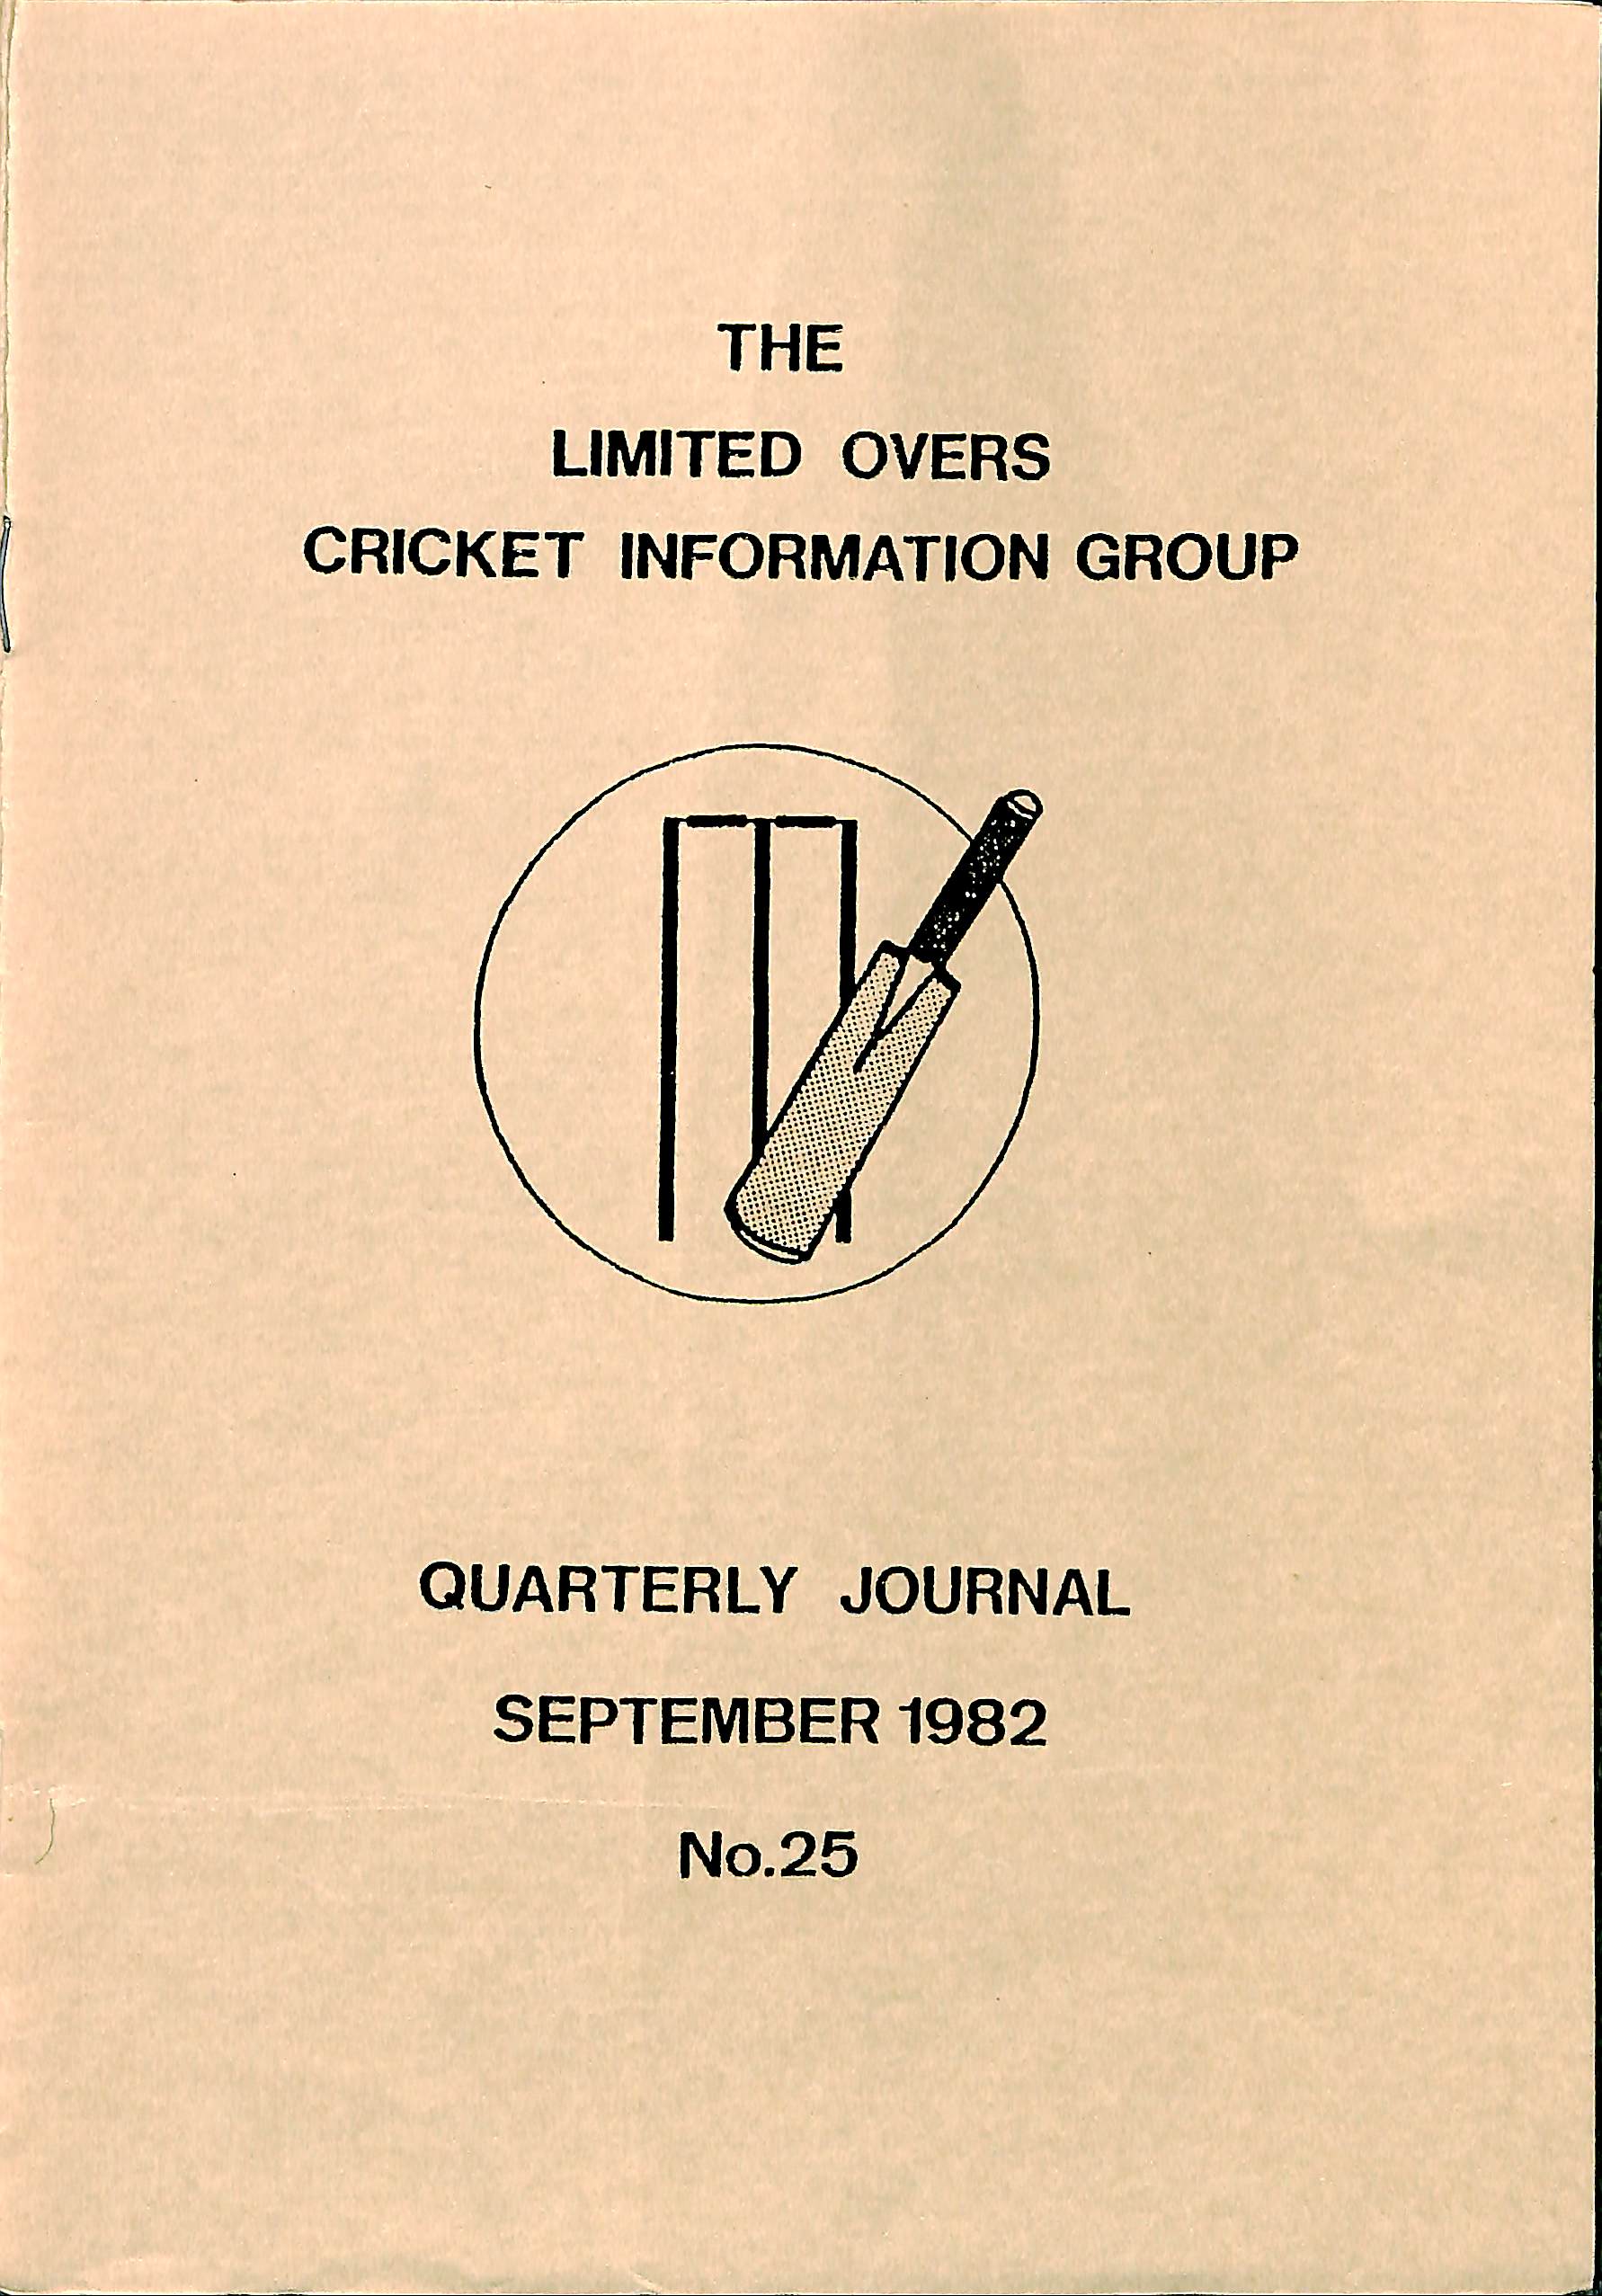 THE
LIMITED OVERS
CRICKET INFORMATION GROUP
QUARTERLY JOURNAL
SEPTEMBER 1982
No.25